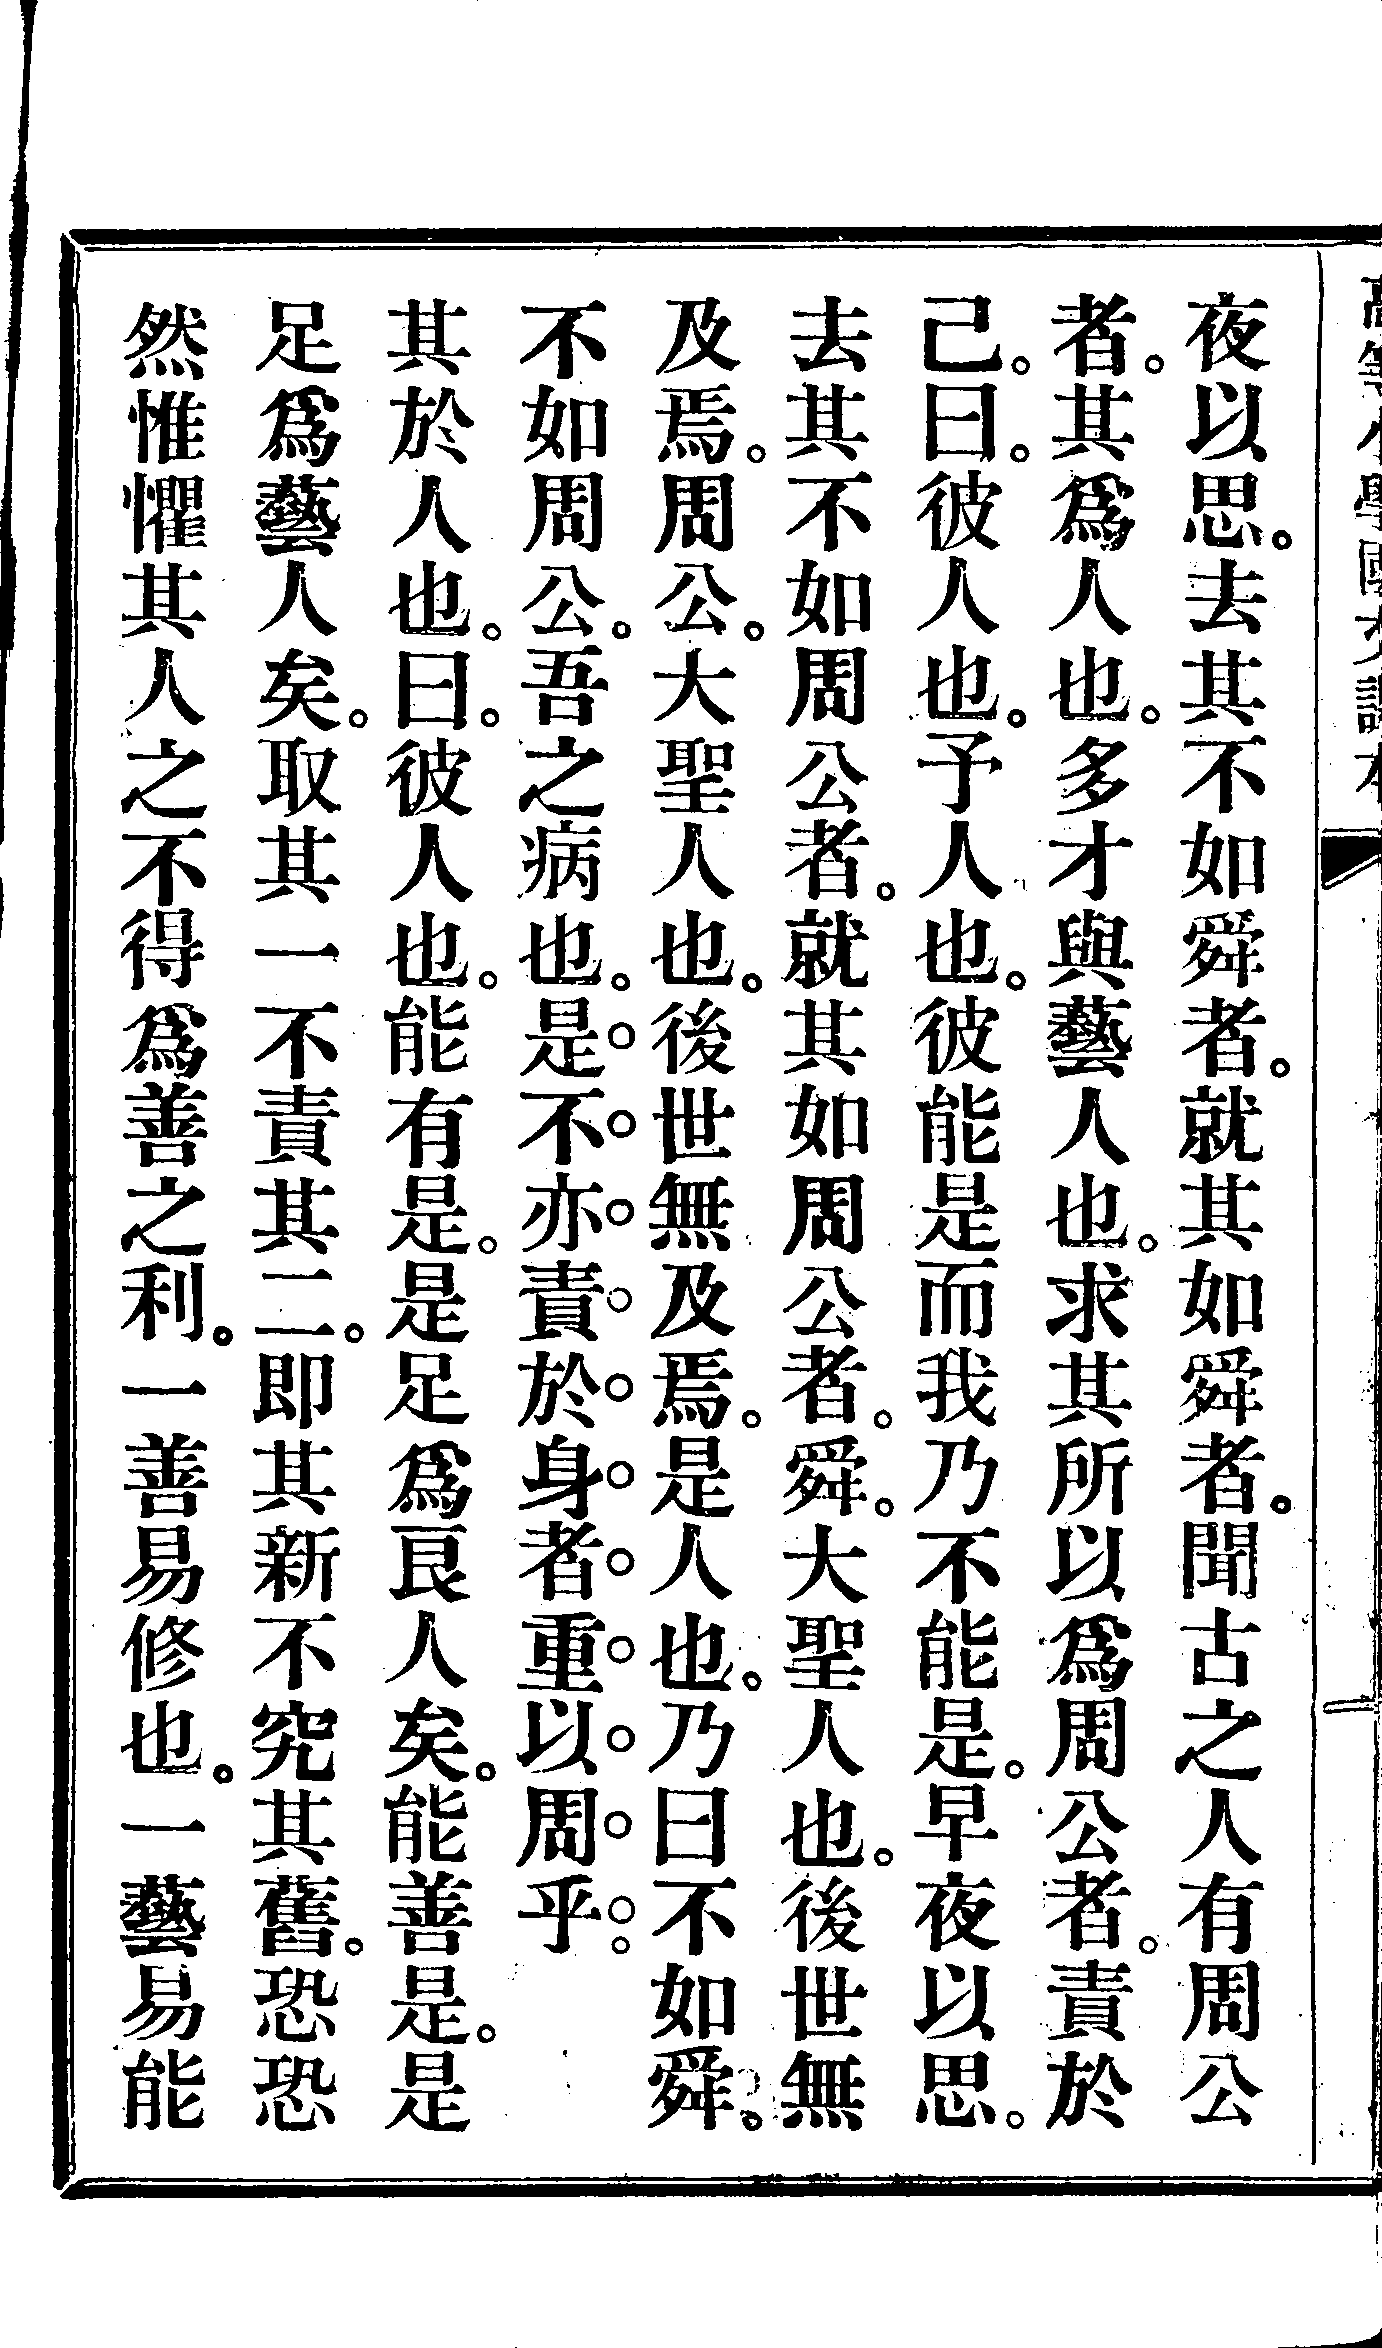 高等小學國文讀本
夜以思。去其不如舜者。就其如舜者。聞古之人有周公
者。其爲人也。多才與藝人也。求其所以爲周公者。責於
己。曰。彼人也。予人也。彼能是而我乃不能是。早夜以思。
去其不如周公者。就其如周公者。舜。大聖人也。後世無
及焉。周公。大聖人也。後世無及焉。是人也。乃曰不如舜。
不如周公。吾之病也。是不亦責於身者重以周乎。
其於人也。曰。彼人也。能有是。是足爲良人矣。能善是。是
足爲藝人矣。取其一不責其二。即其新不究其舊。恐恐
然惟懼其人之不得爲善之利。一善易修也。一藝易能